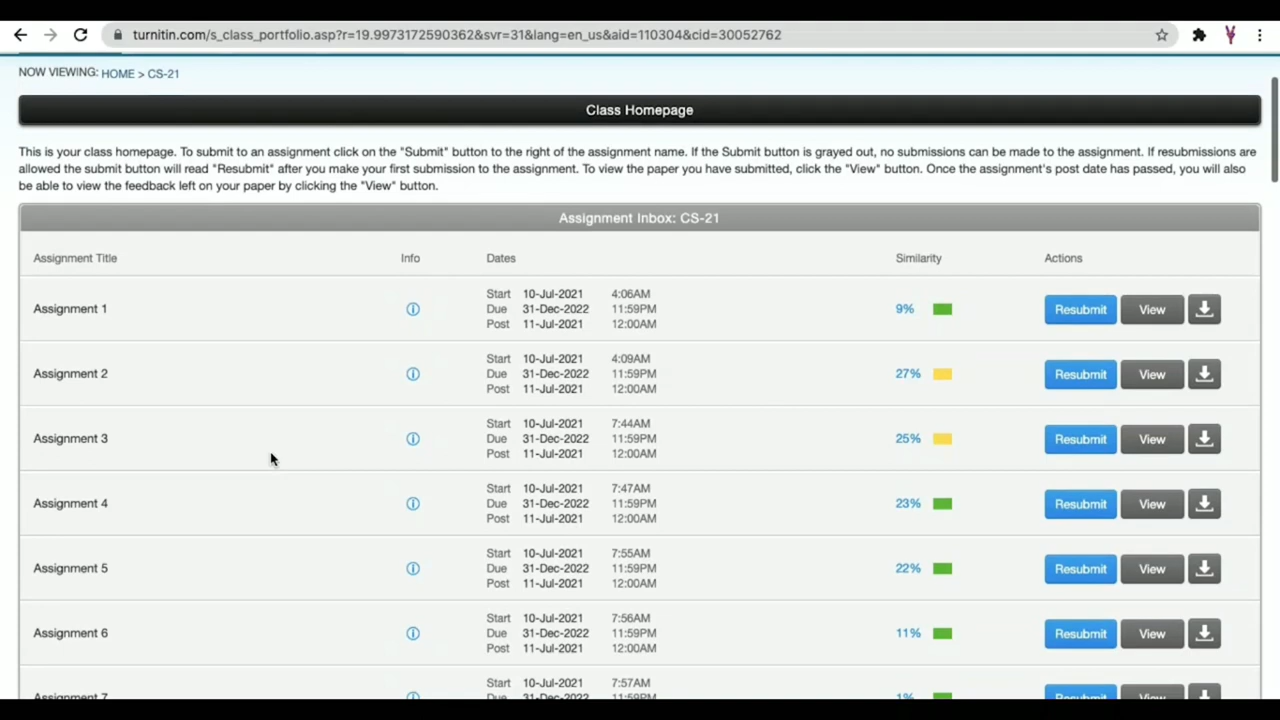 turnitin.com/s_class_portfolio.asp?r=19.9973172590362&svr=31&lang=en_us&aid=110304&cid=30052762
NOW VIEWING: HOME > CS-21
Class Homepage
This is your class homepage. To submit to an assignment click on the "Submit" button to the right of the assignment name. If the Submit button is grayed out, no submissions can be made to the assignment. If resubmissions are
allowed the submit button will read "Resubmit" after you make your first submission to the assignment. To view the paper you have submitted, click the "View" button. Once the assignment's post date has passed, you will also
be able to view the feedback left on your paper by clicking the "View" button.
Assignment Inbox: CS-21
Assignment Title Info Dates Similarity Actions
Start 10-Jul-2021 4:06AM
Assignment 1 Due 31-Dec-2022 11:59PM 9% Resubmit View
Post 11-Jul-2021 12:00AM
Start 10-Jul-2021 4:09AM
Assignment 2 Due 31-Dec-2022 11:59PM 27% Resubmit View
Post 11-Jul-2021 12:00AM
Start 10-Jul-2021 7:44AM
Assignment 3 Due 31-Dec-2022 11:59PM 25% Resubmit View
Post 11-Jul-2021 12:00AM
Start 10-Jul-2021 7:47AM
Assignment 4 Due 31-Dec-2022 11:59PM 23% Resubmit View
Post 11-Jul-2021 12:00AM
Start 10-Jul-2021 7:55AM
Assignment 5 Due 31-Dec-2022 11:59PM 22% Resubmit View
Post 11-Jul-2021 12:00AM
Start 10-Jul-2021 7:56AM
Assignment 6 Due 31-Dec-2022 11:59PM 11% Resubmit View
Post 11-Jul-2021 12:00AM
Start 10-Jul-2021 7:57AM
Assignment 7 Due 31-Dec-2022 11:59PM 1% Resubmit View